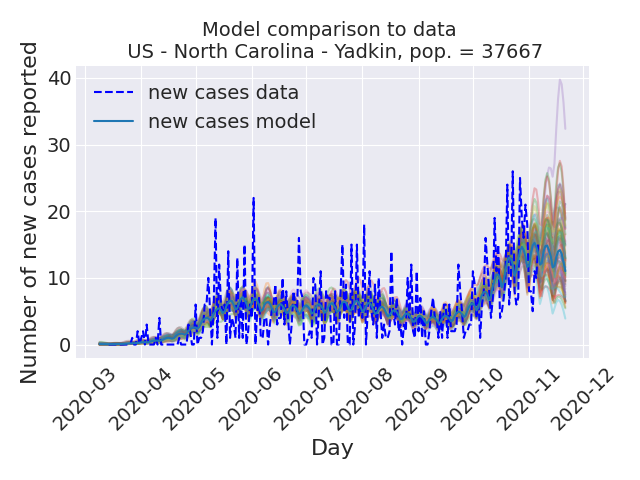 Model comparison to data
US - North Carolina - Yadkin, pop. = 37667
Number of new cases reported
40
30
20
10
0
new cases data
new cases model
2020-03
2020-04
2020-05
2020-06
2020-07
2020-08
2020-09
2020-10
2020-11
2020-12
Day